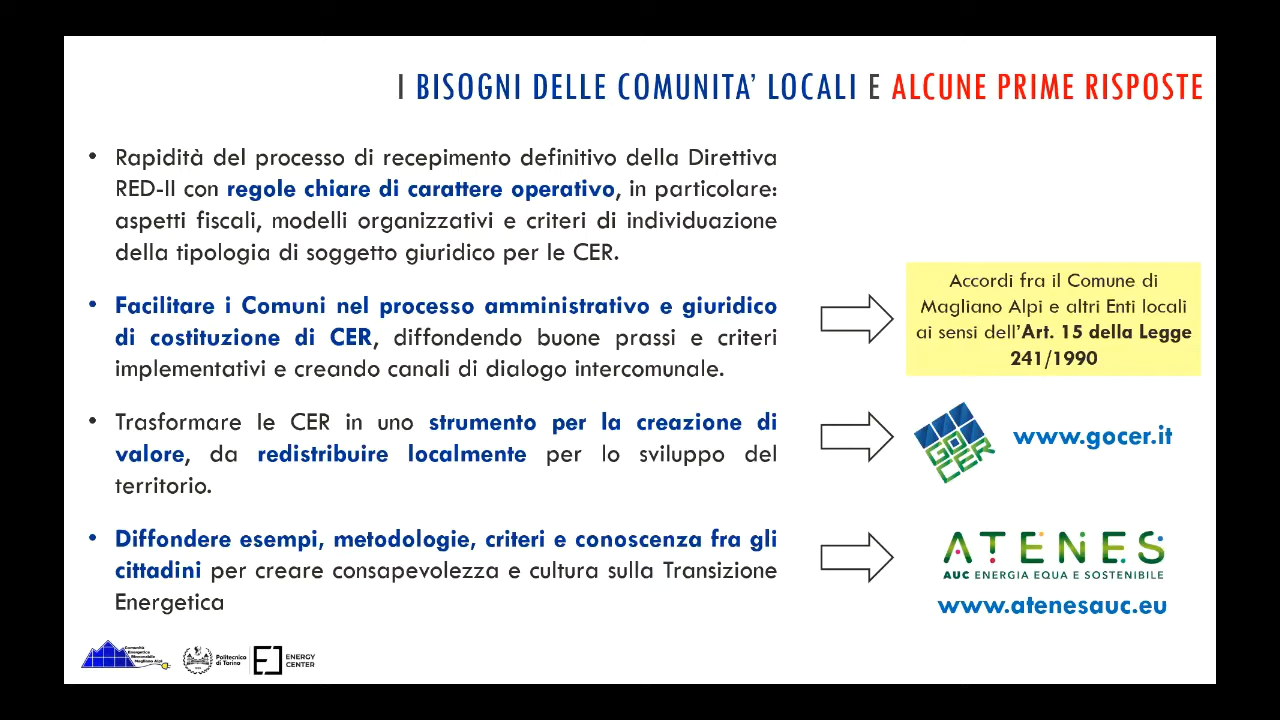 I BISOGNI DELLE COMUNITA' LOCALI E ALCUNE PRIME RISPOSTE
• Rapidità del processo di recepimento definitivo della Direttiva
RED-II con regole chiare di carattere operativo, in particolare:
aspetti fiscali, modelli organizzativi e criteri di individuazione
della tipologia di soggetto giuridico per le CER.
• Facilitare i Comuni nel processo amministrativo e giuridico
di costituzione di CER, diffondendo buone prassi e criteri
implementativi e creando canali di dialogo intercomunale.
Accordi fra il Comune di
Magliano Alpi e altri Enti locali
ai sensi dell'Art. 15 della Legge
241/1990
• Trasformare le CER in uno strumento per la creazione di
valore, da redistribuire localmente per lo sviluppo del
territorio.
GO
CER
www.gocer.it
• Diffondere esempi, metodologie, criteri e conoscenza fra gli
cittadini per creare consapevolezza e cultura sulla Transizione
Energetica
ATENES
AUC ENERGIA EQUA E SOSTENIBILE
www.atenesauc.eu
Comunità
Energetica
Rinnovabile
Magliano Alpi
Politecnico
di Torino
ENERGY
CENTER